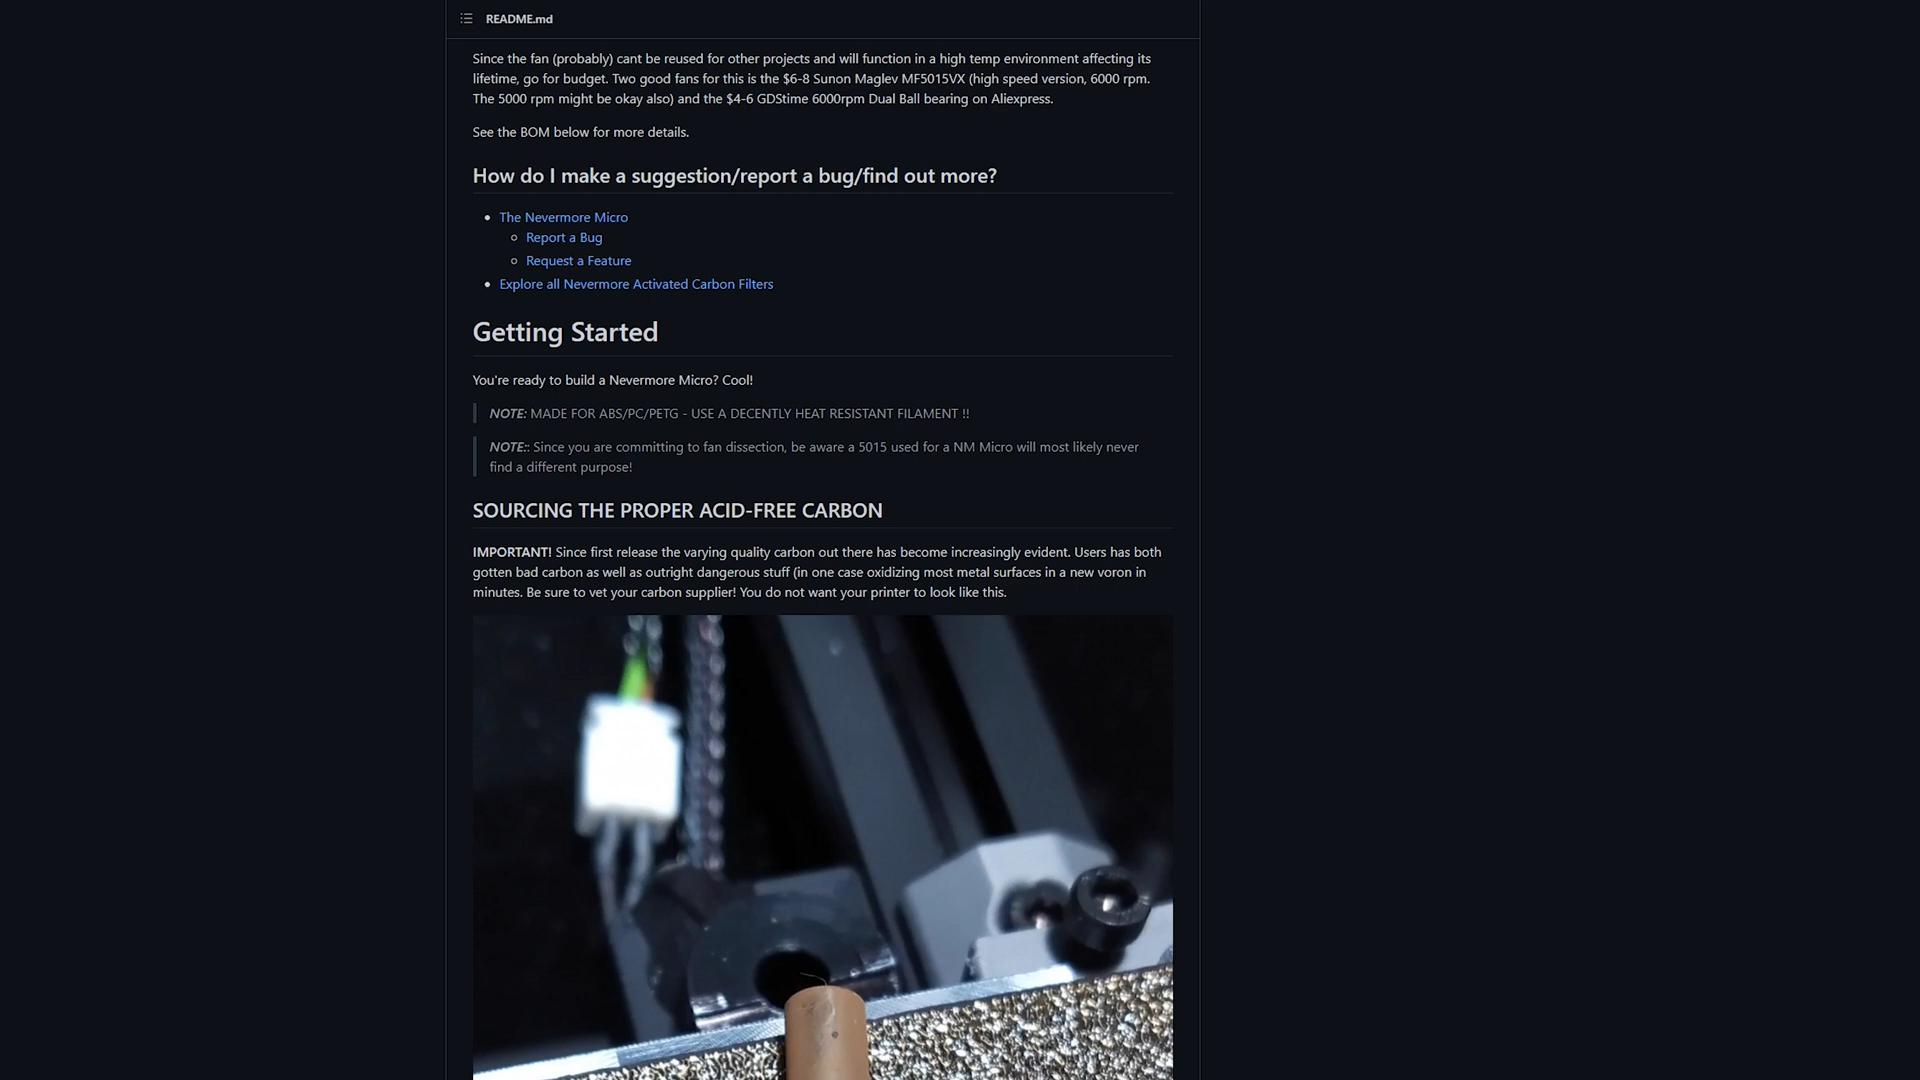 README.md
Since the fan (probably) cant be reused for other projects and will function in a high temp environment affecting its
lifetime, go for budget. Two good fans for this is the $6-8 Sunon Maglev MF5015VX (high speed version, 6000 rpm.
The 5000 rpm might be okay also) and the $4-6 GDStime 6000rpm Dual Ball bearing on Aliexpress.
See the BOM below for more details.
How do I make a suggestion/report a bug/find out more?
The Nevermore Micro
Report a Bug
Request a Feature
Explore all Nevermore Activated Carbon Filters
Getting Started
You're ready to build a Nevermore Micro? Cool!
NOTE: MADE FOR ABS/PC/PETG - USE A DECENTLY HEAT RESISTANT FILAMENT !!
NOTE:: Since you are committing to fan dissection, be aware a 5015 used for a NM Micro will most likely never
find a different purpose!
SOURCING THE PROPER ACID-FREE CARBON
IMPORTANT! Since first release the varying quality carbon out there has become increasingly evident. Users has both
gotten bad carbon as well as outright dangerous stuff (in one case oxidizing most metal surfaces in a new voron in
minutes. Be sure to vet your carbon supplier! You do not want your printer to look like this.